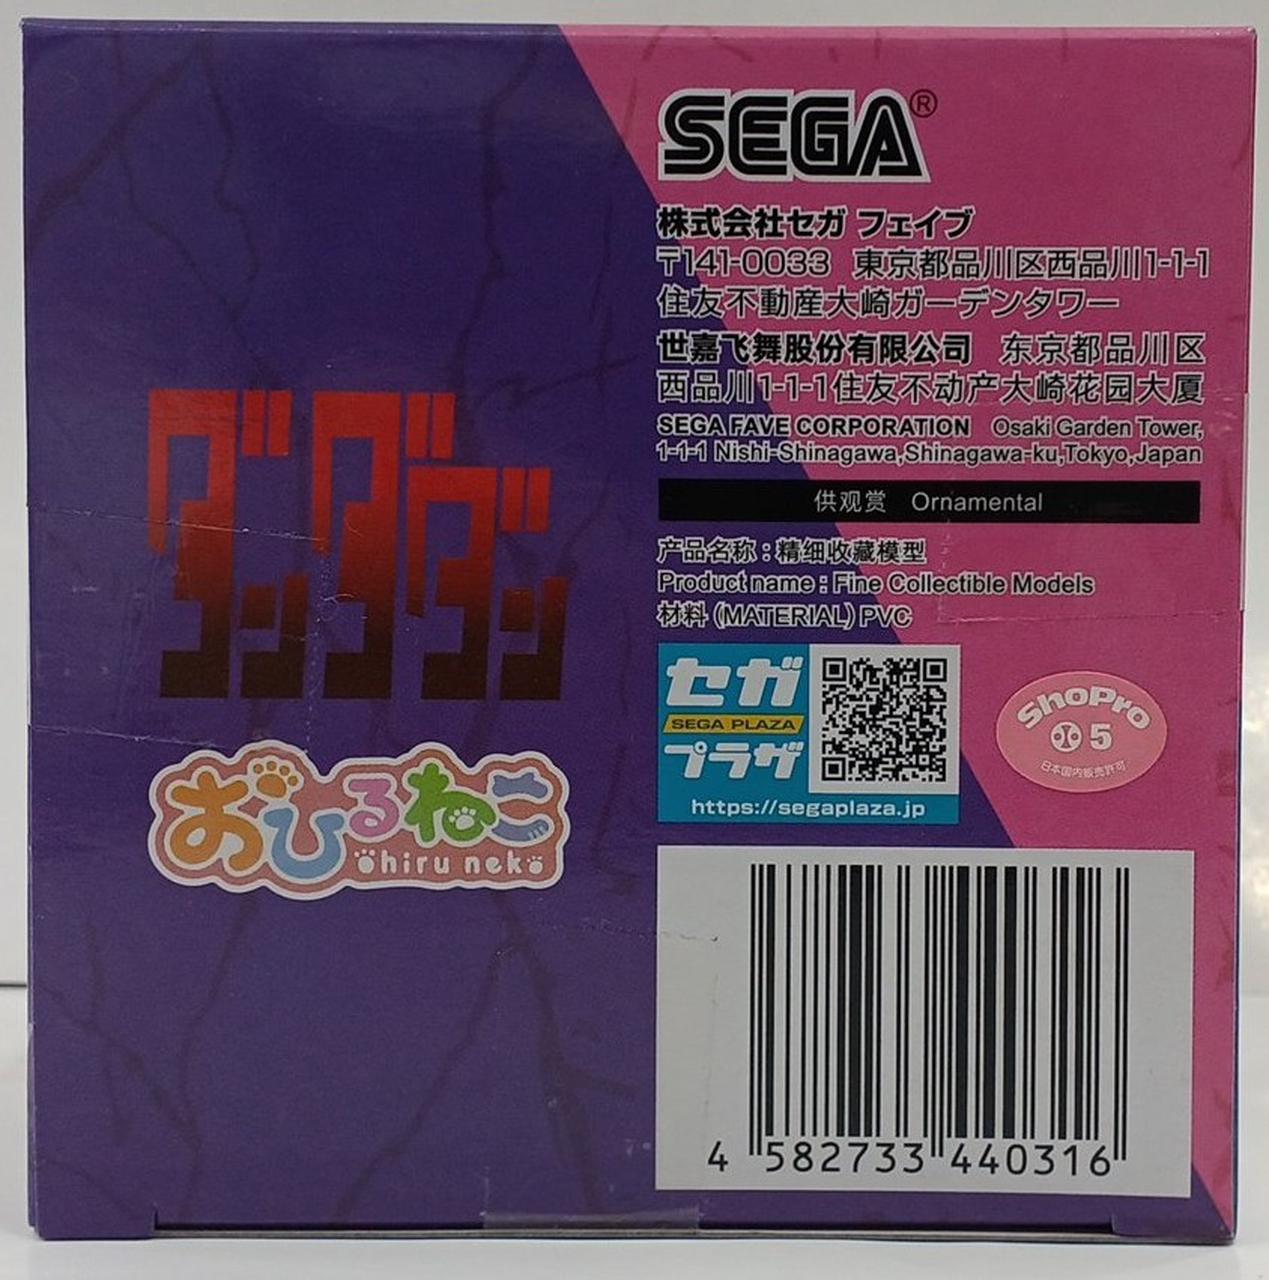 ダンダダン
おひるねこ
ohiru neko
SEGA®
株式会社セガ フェイブ
〒141-0033 東京都品川区西品川1-1-1
住友不動産大崎ガーデンタワー
世嘉飞舞股份有限公司 东京都品川区
西品川1-1-1住友不动产大崎花园大厦
SEGA FAVE CORPORATION Osaki Garden Tower,
1-1-1 Nishi-Shinagawa,Shinagawa-ku,Tokyo,Japan
供观赏 Ornamental
产品名称：精细收藏模型
Product name : Fine Collectible Models
材料 (MATERIAL) PVC
セガ
SEGA PLAZA
プラザ
https://segaplaza.jp
ShoPro
5
日本国内販売許可
4 582733 440316